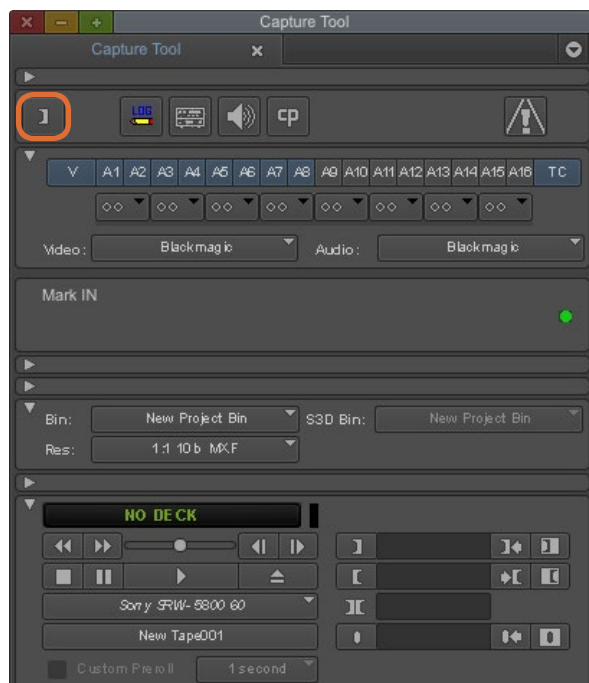 Capture Tool
Capture Tool
LOG CP
V A1 A2 A3 A4 A5 A6 A7 A8 A9 A10 A11 A12 A13 A14 A15 A16 TC
Video: Blackmagic Audio: Blackmagic
Mark IN
Bin: New Project Bin S3D Bin: New Project Bin
Res: 1:1 10b MXF
NO DECK
Sony SRW-5800 60
New Tape001
Custom Preroll 1 second